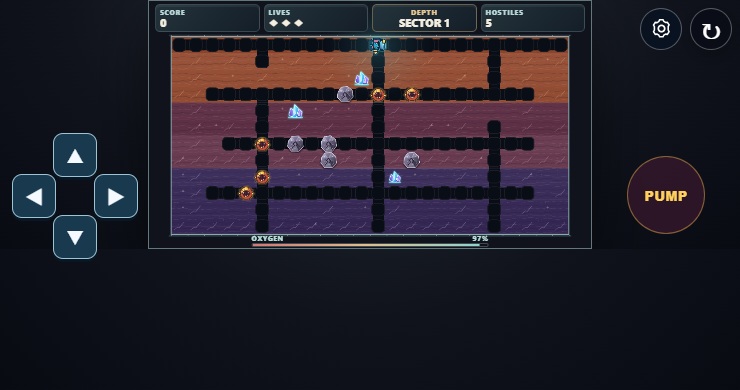 SCORE
0
LIVES
DEPTH
SECTOR 1
HOSTILES
5
OXYGEN
97%
PUMP